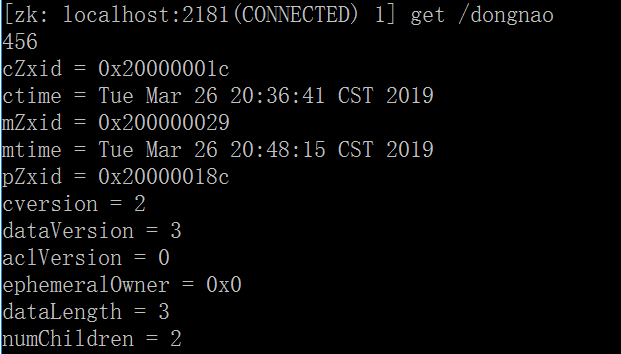 [zk: localhost:2181(CONNECTED) 1] get /dongnao
456
cZxid = 0x20000001c
ctime = Tue Mar 26 20:36:41 CST 2019
mZxid = 0x200000029
mtime = Tue Mar 26 20:48:15 CST 2019
pZxid = 0x20000018c
cversion = 2
dataVersion = 3
aclVersion = 0
ephemeralOwner = 0x0
dataLength = 3
numChildren = 2